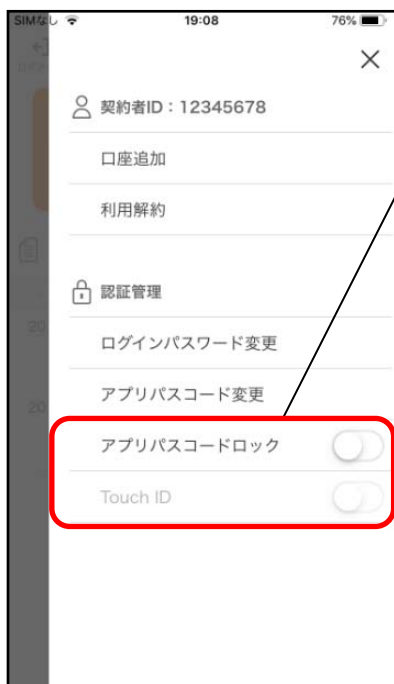 SIMなし 19:08 76%
契約者ID：12345678
口座追加
利用解約
認証管理
ログインパスワード変更
アプリパスコード変更
アプリパスコードロック
Touch ID
20
20